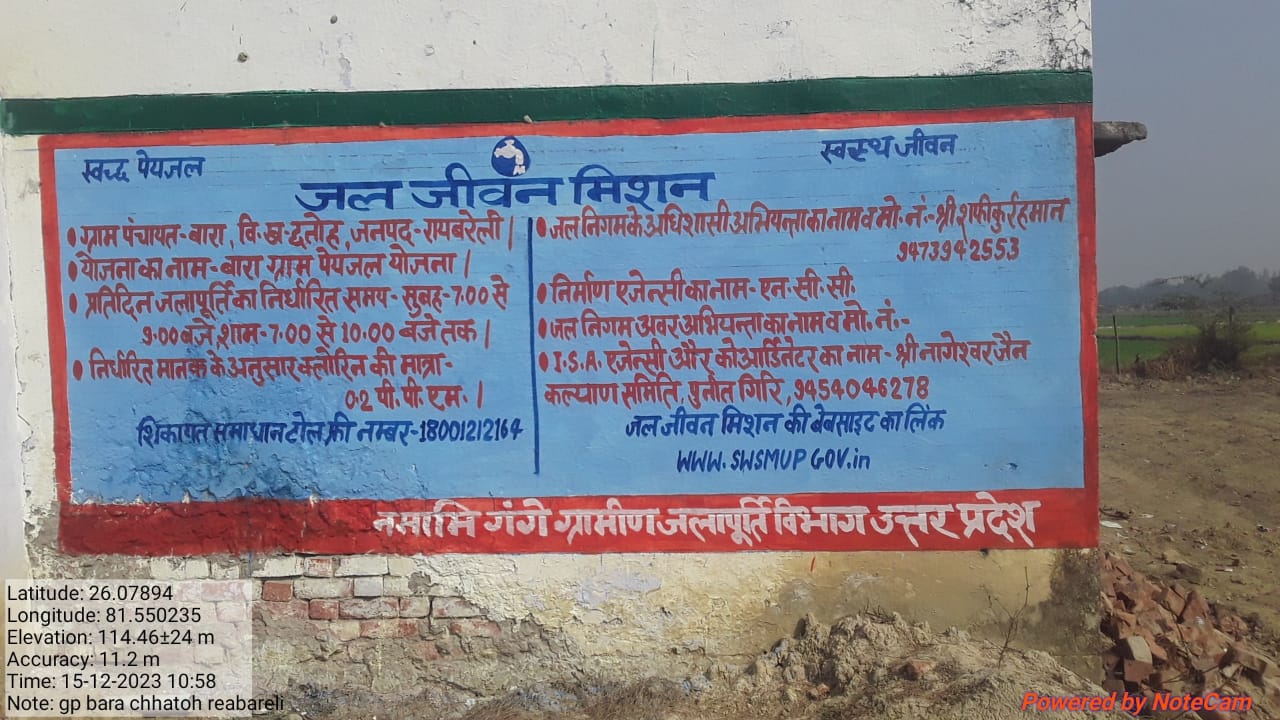 स्वच्छ पेयजल
स्वस्थ जीवन
जल जीवन मिशन
• ग्राम पंचायत- बारा, वि.ख-छतोह, जनपद- रायबरेली |
• योजना का नाम- बारा ग्राम पेयजल योजना |
• प्रतिदिन जलापूर्ति का निर्धारित समय- सुबह- 7:00 से
9:00 बजे, शाम- 7:00 से 10:00 बजे तक |
• निर्धारित मानक के अनुसार क्लोरिन की मात्रा-
0.2 पी. पी. एम. |
शिकायत समाधान टोल फ्री नम्बर-18001212164
• जल निगम के अधिशासी अभियन्ता का नाम व मो. नं:- श्री शफीकुर्रहमान
9473942553
• निर्माण एजेन्सी का नाम- एन. सी. सी.
• जल निगम अवर अभियन्ता का नाम व मो. नं:-
• I.S.A. एजेन्सी और कोआर्डिनेटर का नाम- श्री नागेश्वर जैन
कल्याण समिति, पुनीत गिरि, 9454046278
जल जीवन मिशन की बेबसाइट का लिंक
WWW.SWSMUP GOV.in
नमामि गंगे ग्रामीण जलापूर्ति विभाग उत्तर प्रदेश
Latitude: 26.07894
Longitude: 81.550235
Elevation: 114.46±24 m
Accuracy: 11.2 m
Time: 15-12-2023 10:58
Note: gp bara chhatoh reabareli
Powered by NoteCam